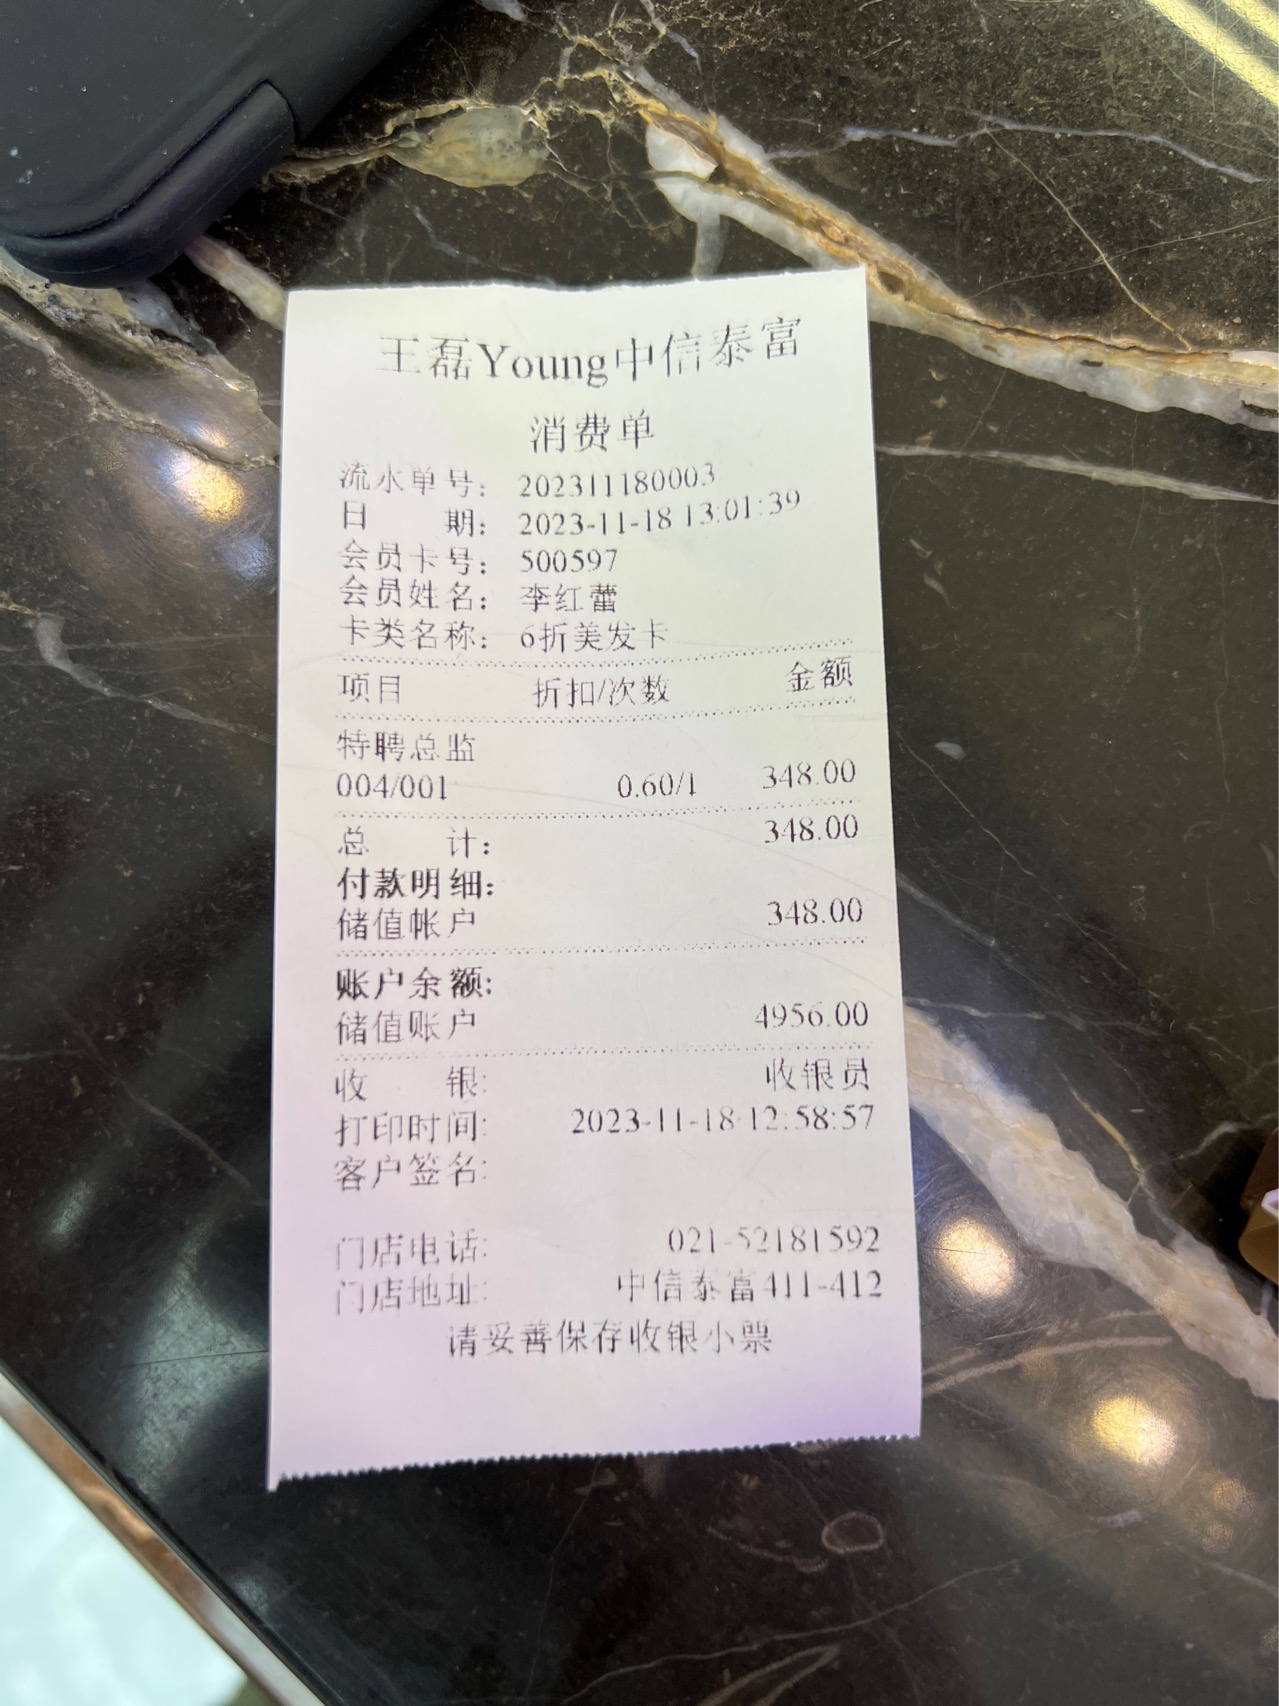 王磊Young中信泰富
消费单
流水单号： 202311180003
日 期： 2023-11-18 13:01:39
会员卡号： 500597
会员姓名： 李红蕾
卡类名称： 6折美发卡
项目 折扣/次数 金额
特聘总监
004/001 0.60/1 348.00
总 计： 348.00
付款明细：
储值帐户 348.00
账户余额:
储值账户 4956.00
收 银: 收银员
打印时间: 2023-11-18 12:58:57
客户签名:
门店电话: 021-52181592
门店地址: 中信泰富411-412
请妥善保存收银小票